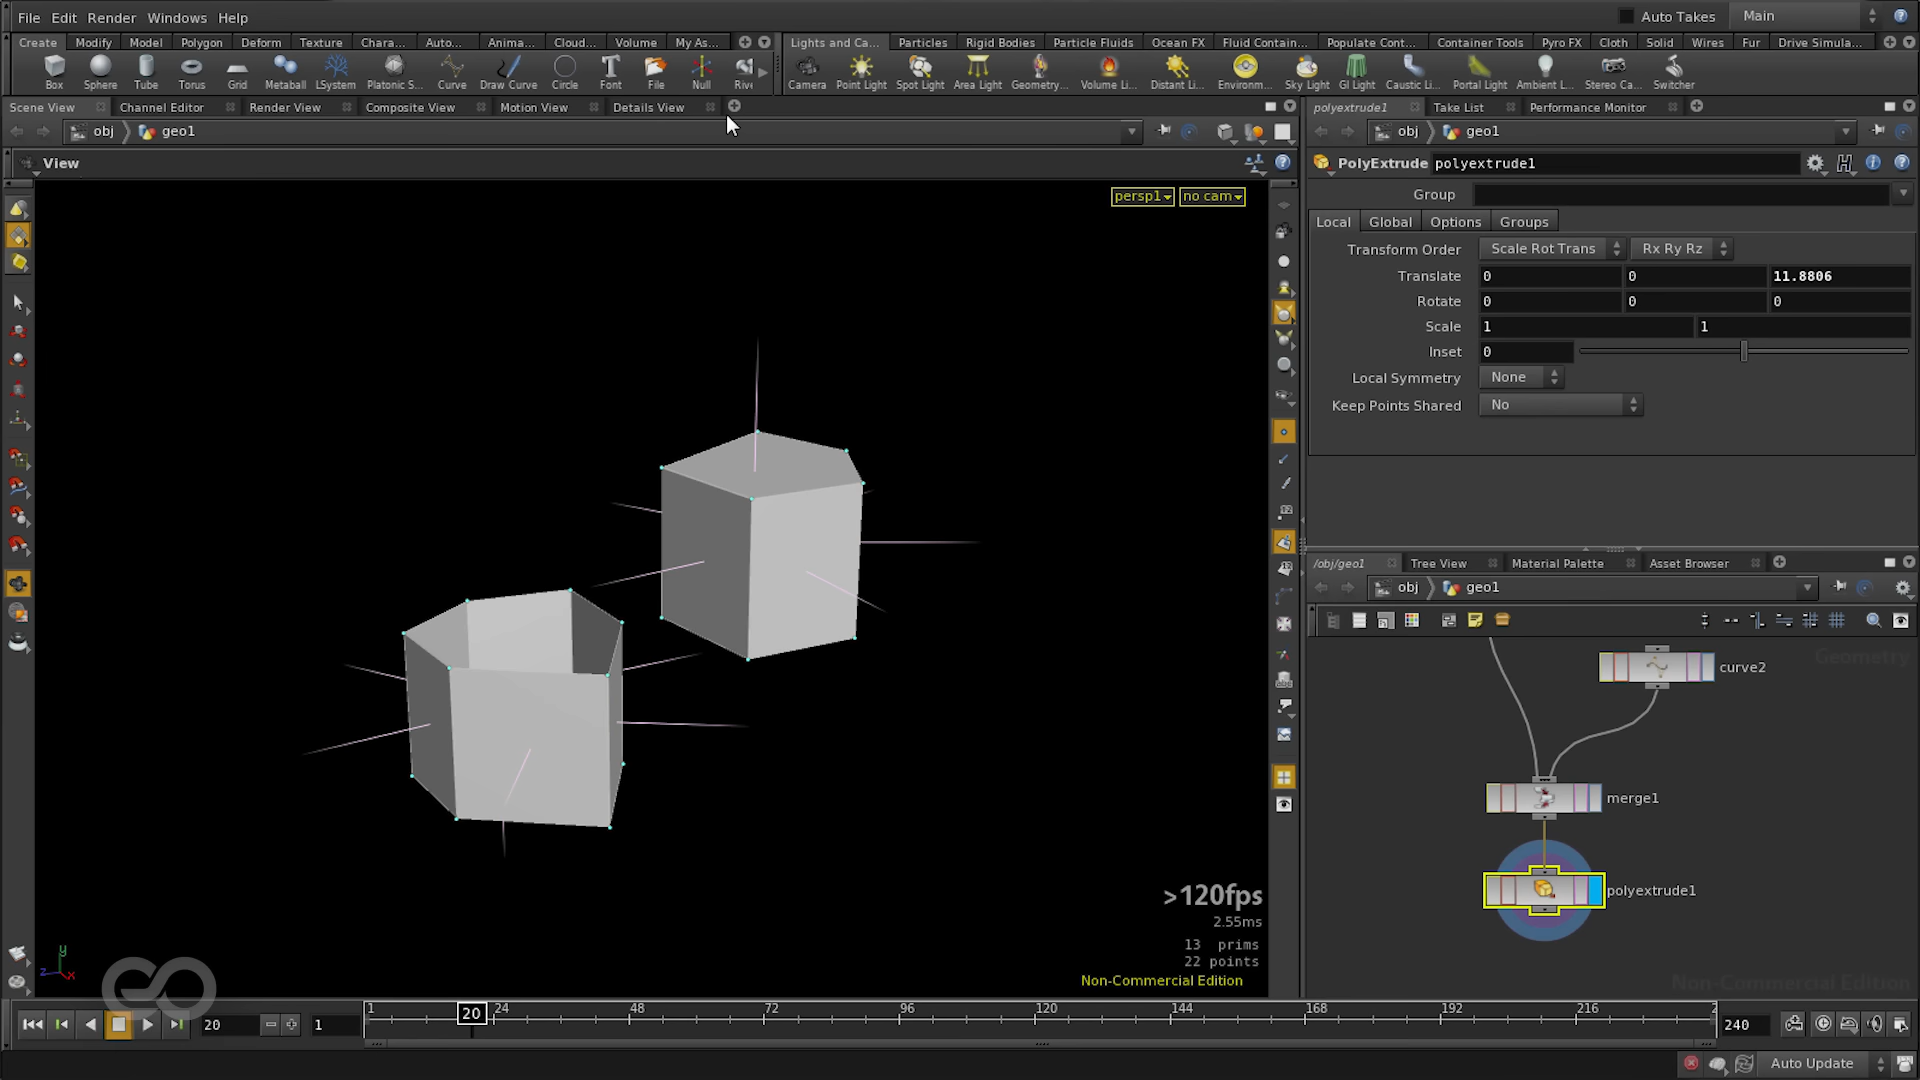 File Edit Render Windows Help
Auto Takes Main
Create Modify Model Polygon Deform Texture Chara... Auto... Anima... Cloud... Volume My As...
Lights and Ca... Particles Rigid Bodies Particle Fluids Ocean FX Fluid Contain... Populate Cont... Container Tools Pyro FX Cloth Solid Wires Fur Drive Simula...
Box Sphere Tube Torus Grid Metaball LSystem Platonic S... Curve Draw Curve Circle Font File Null Rive
Camera Point Light Spot Light Area Light Geometry... Volume Li... Distant Li... Environm... Sky Light GI Light Caustic Li... Portal Light Ambient L... Stereo Ca... Switcher
Scene View Channel Editor Render View Composite View Motion View Details View
polyextrude1 Take List Performance Monitor
obj geo1
obj geo1
View
PolyExtrude polyextrude1
persp1 no cam
Group
Local Global Options Groups
Transform Order Scale Rot Trans Rx Ry Rz
Translate 0 0 11.8806
Rotate 0 0 0
Scale 1 1
Inset 0
Local Symmetry None
Keep Points Shared No
/obj/geo1 Tree View Material Palette Asset Browser
obj geo1
Geometry
curve2
merge1
polyextrude1
Non-Commercial Edition
>120fps
2.55ms
13 prims
22 points
Non-Commercial Edition
y
z x
20 1
1 20 24 48 72 96 120 144 168 192 216 2
240
Auto Update